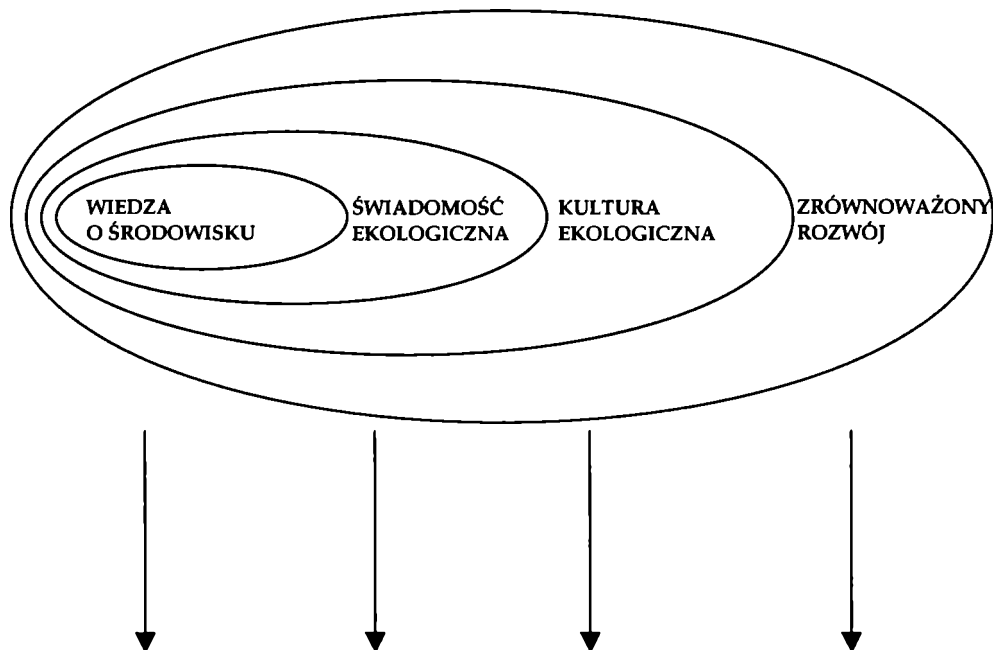 WIEDZA
O ŚRODOWISKU
ŚWIADOMOŚĆ
EKOLOGICZNA
KULTURA
EKOLOGICZNA
ZRÓWNOWAŻONY
ROZWÓJ